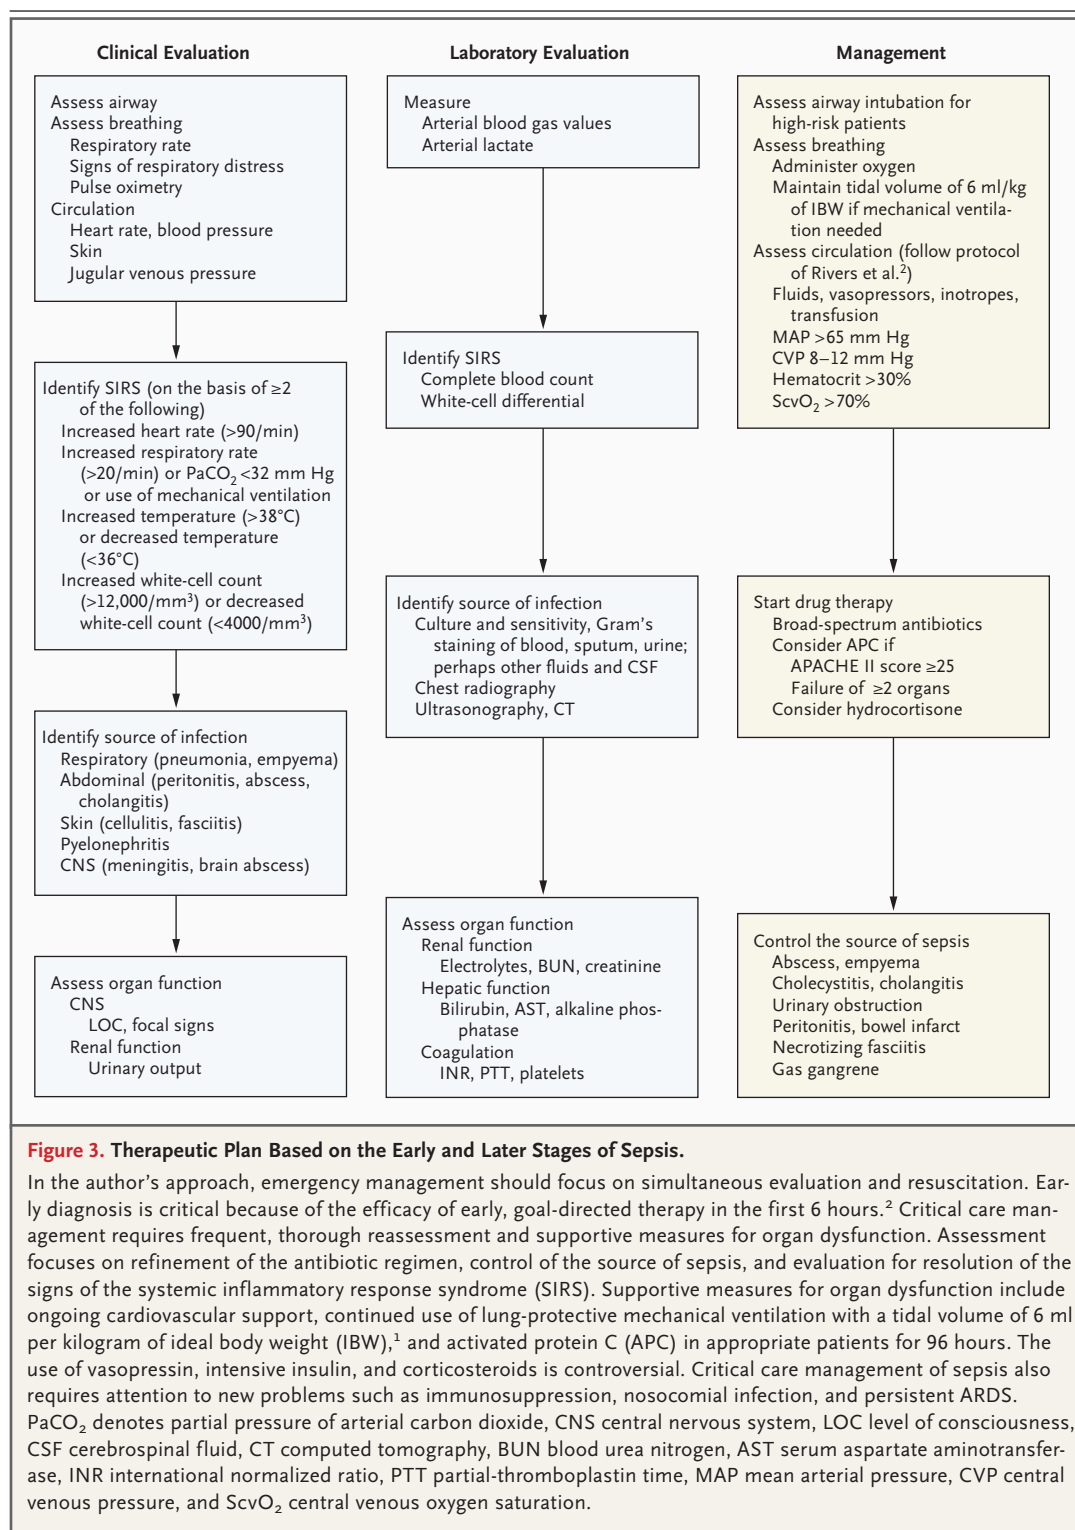 Clinical Evaluation
Assess airway
Assess breathing
Respiratory rate
Signs of respiratory distress
Pulse oximetry
Circulation
Heart rate, blood pressure
Skin
Jugular venous pressure
Identify SIRS (on the basis of ≥2
of the following)
Increased heart rate (>90/min)
Increased respiratory rate
(>20/min) or PaCO₂ <32 mm Hg
or use of mechanical ventilation
Increased temperature (>38°C)
or decreased temperature
(<36°C)
Increased white-cell count
(>12,000/mm³) or decreased
white-cell count (<4000/mm³)
Identify source of infection
Respiratory (pneumonia, empyema)
Abdominal (peritonitis, abscess,
cholangitis)
Skin (cellulitis, fasciitis)
Pyelonephritis
CNS (meningitis, brain abscess)
Assess organ function
CNS
LOC, focal signs
Renal function
Urinary output
Laboratory Evaluation
Measure
Arterial blood gas values
Arterial lactate
Identify SIRS
Complete blood count
White-cell differential
Identify source of infection
Culture and sensitivity, Gram's
staining of blood, sputum, urine;
perhaps other fluids and CSF
Chest radiography
Ultrasonography, CT
Assess organ function
Renal function
Electrolytes, BUN, creatinine
Hepatic function
Bilirubin, AST, alkaline phos-
phatase
Coagulation
INR, PTT, platelets
Management
Assess airway intubation for
high-risk patients
Assess breathing
Administer oxygen
Maintain tidal volume of 6 ml/kg
of IBW if mechanical ventila-
tion needed
Assess circulation (follow protocol
of Rivers et al.²)
Fluids, vasopressors, inotropes,
transfusion
MAP >65 mm Hg
CVP 8–12 mm Hg
Hematocrit >30%
ScvO₂ >70%
Start drug therapy
Broad-spectrum antibiotics
Consider APC if
APACHE II score ≥25
Failure of ≥2 organs
Consider hydrocortisone
Control the source of sepsis
Abscess, empyema
Cholecystitis, cholangitis
Urinary obstruction
Peritonitis, bowel infarct
Necrotizing fasciitis
Gas gangrene
Figure 3. Therapeutic Plan Based on the Early and Later Stages of Sepsis.
In the author's approach, emergency management should focus on simultaneous evaluation and resuscitation. Ear-
ly diagnosis is critical because of the efficacy of early, goal-directed therapy in the first 6 hours.² Critical care man-
agement requires frequent, thorough reassessment and supportive measures for organ dysfunction. Assessment
focuses on refinement of the antibiotic regimen, control of the source of sepsis, and evaluation for resolution of the
signs of the systemic inflammatory response syndrome (SIRS). Supportive measures for organ dysfunction include
ongoing cardiovascular support, continued use of lung-protective mechanical ventilation with a tidal volume of 6 ml
per kilogram of ideal body weight (IBW),¹ and activated protein C (APC) in appropriate patients for 96 hours. The
use of vasopressin, intensive insulin, and corticosteroids is controversial. Critical care management of sepsis also
requires attention to new problems such as immunosuppression, nosocomial infection, and persistent ARDS.
PaCO₂ denotes partial pressure of arterial carbon dioxide, CNS central nervous system, LOC level of consciousness,
CSF cerebrospinal fluid, CT computed tomography, BUN blood urea nitrogen, AST serum aspartate aminotransfer-
ase, INR international normalized ratio, PTT partial-thromboplastin time, MAP mean arterial pressure, CVP central
venous pressure, and ScvO₂ central venous oxygen saturation.